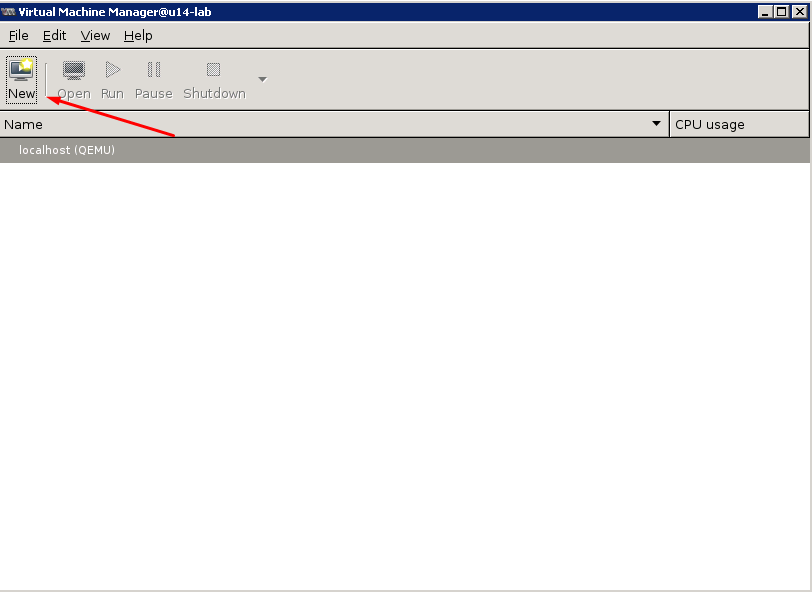 Virtual Machine Manager@u14-lab
File Edit View Help
New Open Run Pause Shutdown
Name CPU usage
localhost (QEMU)